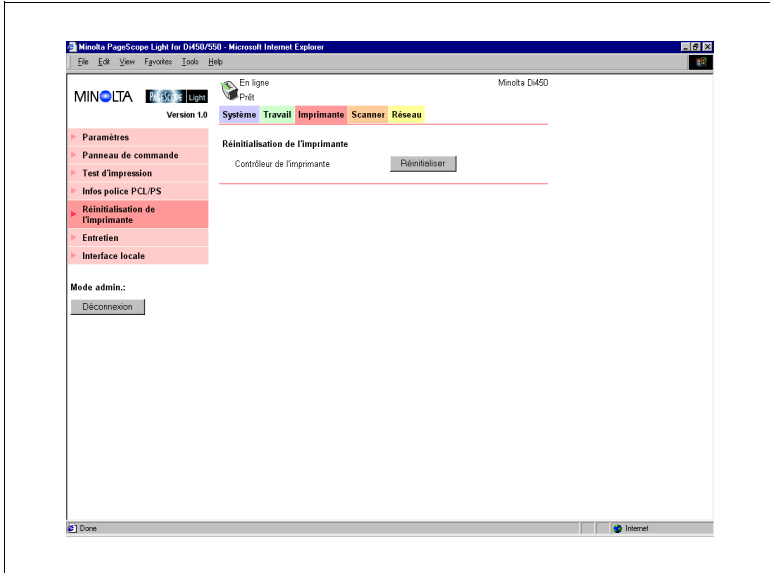 Minolta PageScope Light for Di450/550 - Microsoft Internet Explorer
File Edit View Favorites Tools Help
MINOLTA PAGESCOPE Light
Version 1.0
En ligne
Prêt
Minolta Di450
Système Travail Imprimante Scanner Réseau
Paramètres
Panneau de commande
Test d'impression
Infos police PCL/PS
Réinitialisation de
l'imprimante
Entretien
Interface locale
Mode admin.:
Déconnexion
Réinitialisation de l'imprimante
Contrôleur de l'imprimante Réinitialiser
Done Internet